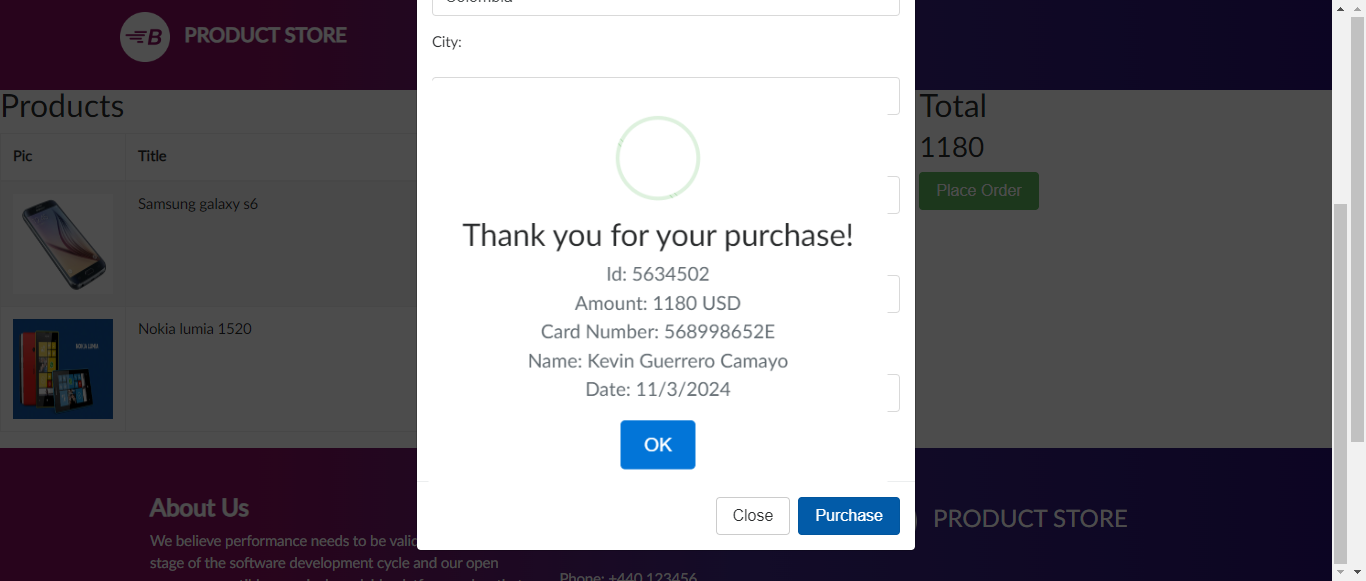 PRODUCT STORE
Colombia
City:
Products
Pic
Title
Samsung galaxy s6
Nokia lumia 1520
Total
1180
Place Order
Thank you for your purchase!
Id: 5634502
Amount: 1180 USD
Card Number: 568998652E
Name: Kevin Guerrero Camayo
Date: 11/3/2024
OK
Close
Purchase
About Us
We believe performance needs to be valid
stage of the software development cycle and our open
Phone: +440 123456
PRODUCT STORE